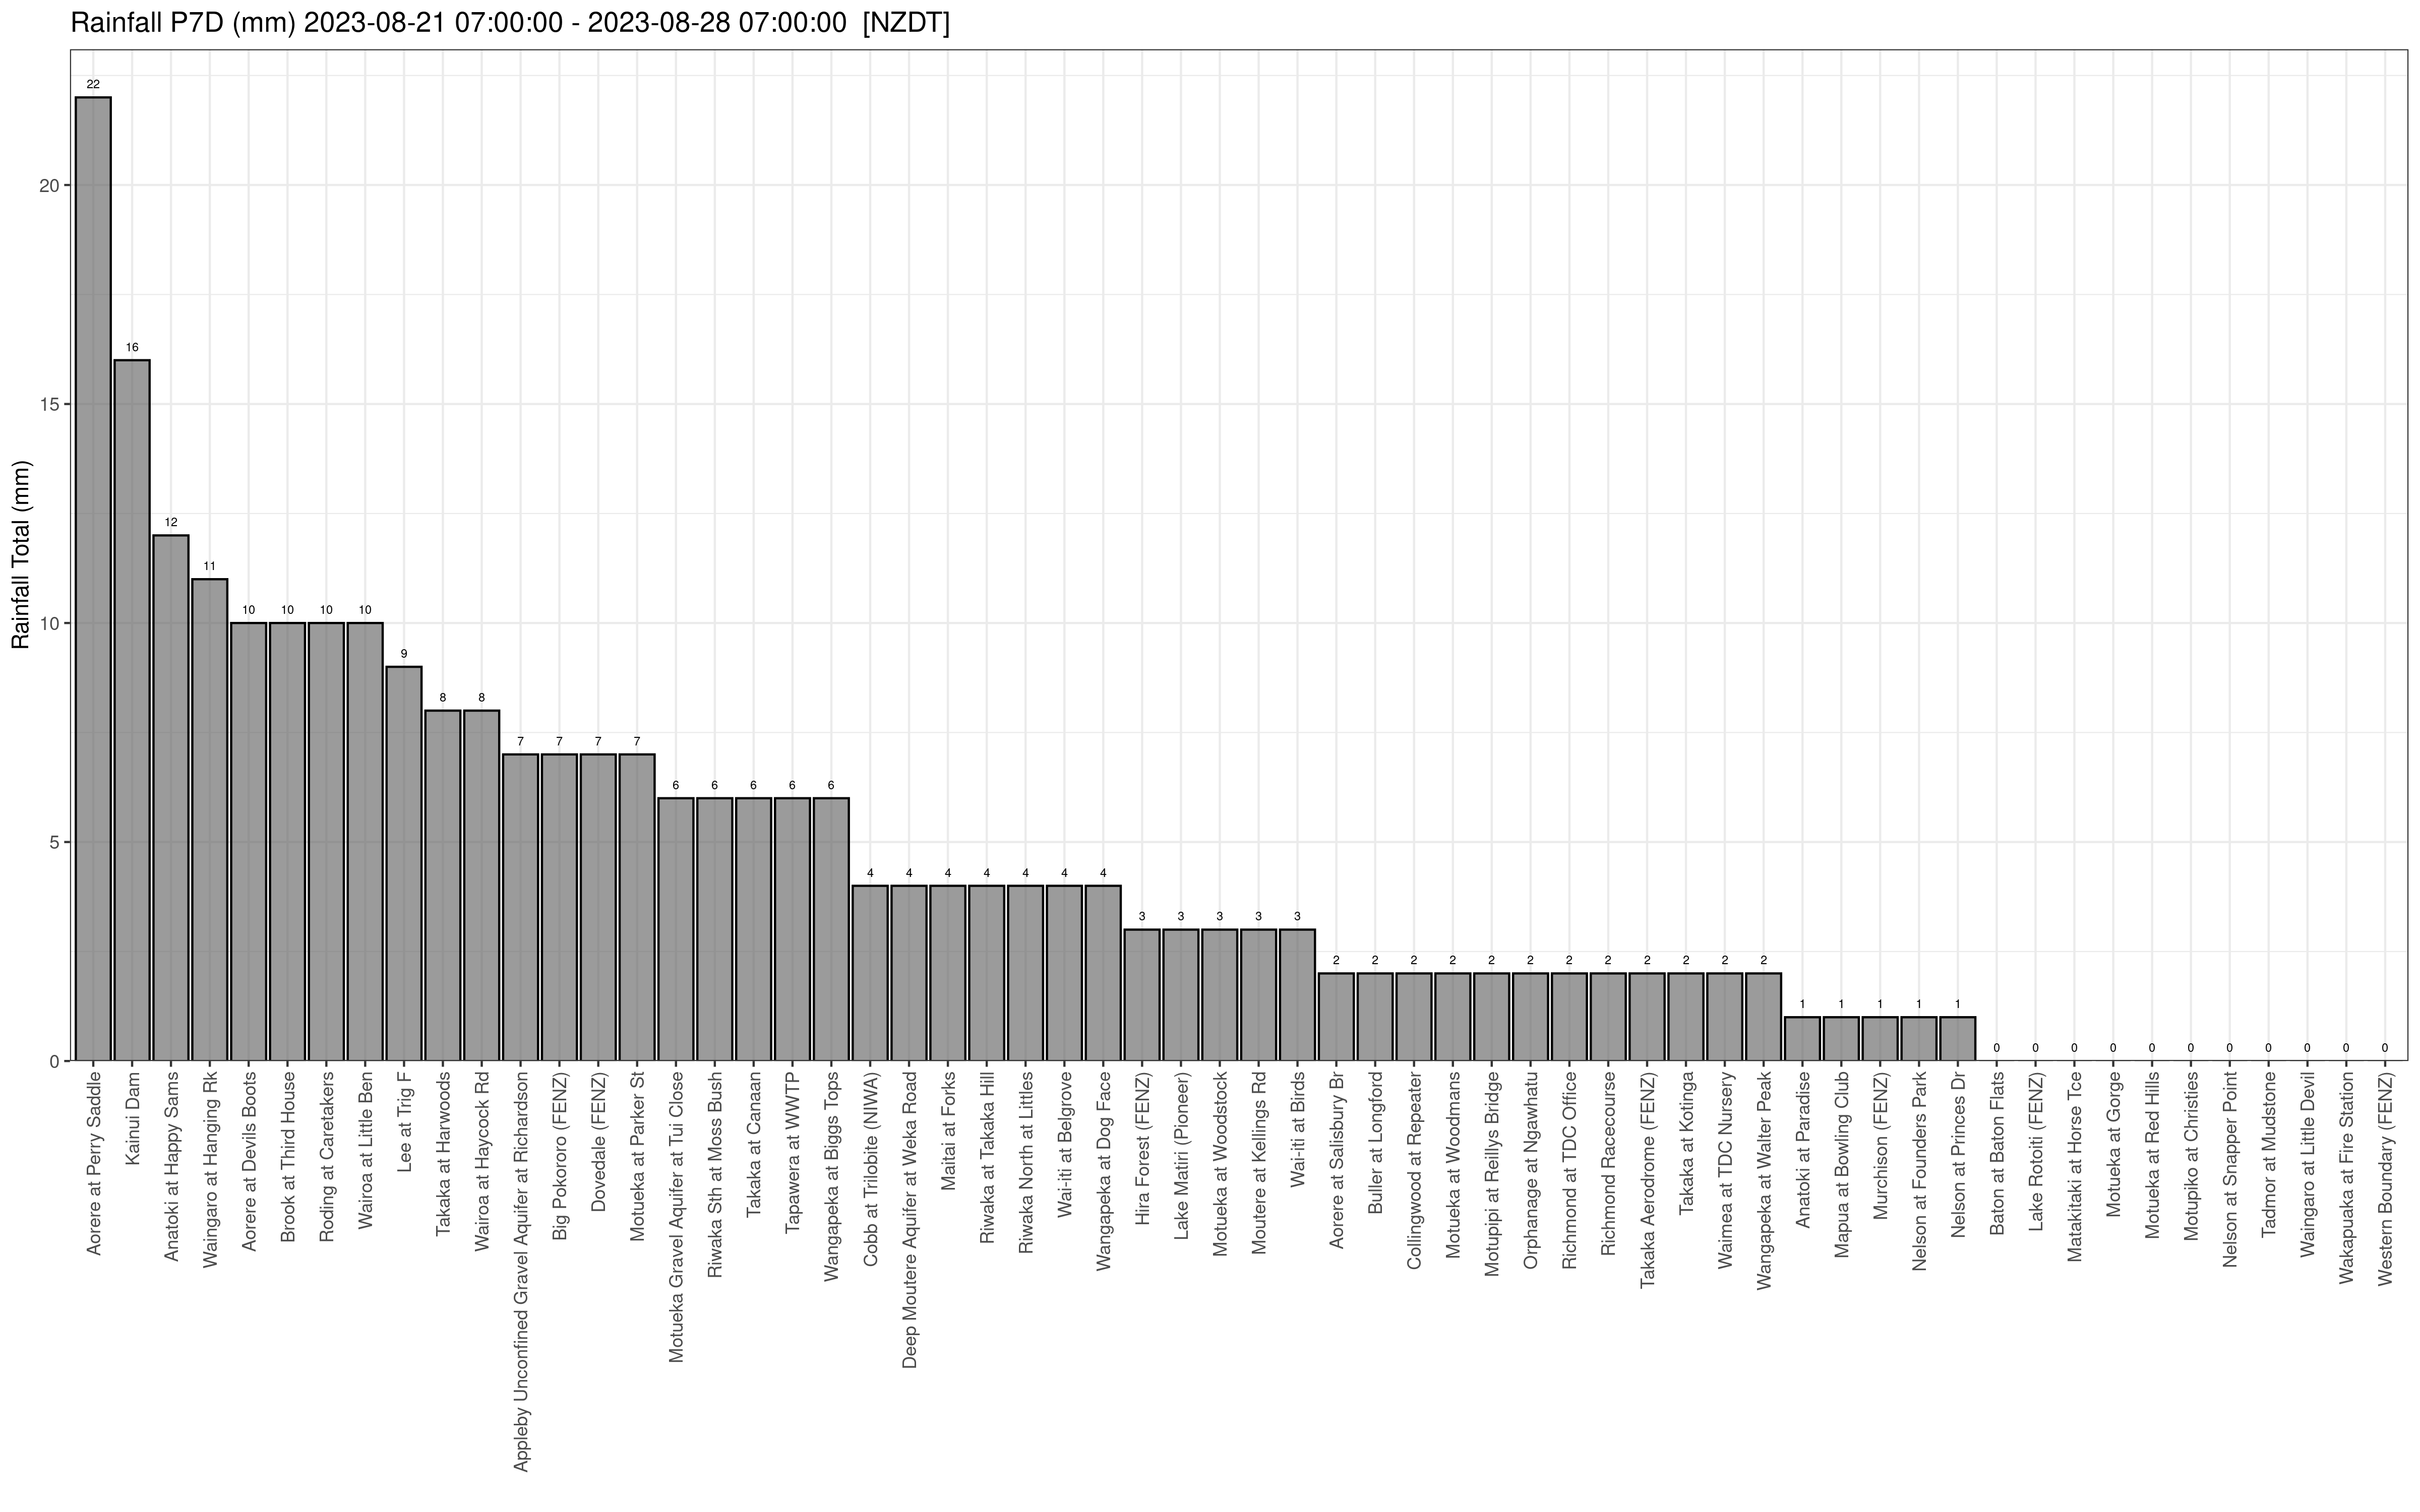 Rainfall P7D (mm) 2023-08-21 07:00:00 - 2023-08-28 07:00:00 [NZDT]
Rainfall Total (mm)
20
15
10
5
0
22
16
12
11
10
10
10
10
9
8
8
7
7
7
7
6
6
6
6
6
4
4
4
4
4
4
4
3
3
3
3
3
2
2
2
2
2
2
2
2
2
2
2
2
1
1
1
1
1
0
0
0
0
0
0
0
0
0
0
0
Aorere at Perry Saddle
Kainui Dam
Anatoki at Happy Sams
Waingaro at Hanging Rk
Aorere at Devils Boots
Brook at Third House
Roding at Caretakers
Wairoa at Little Ben
Lee at Trig F
Takaka at Harwoods
Wairoa at Haycock Rd
Appleby Unconfined Gravel Aquifer at Richardson
Big Pokororo (FENZ)
Dovedale (FENZ)
Motueka at Parker St
Motueka Gravel Aquifer at Tui Close
Riwaka Sth at Moss Bush
Takaka at Canaan
Tapawera at WWTP
Wangapeka at Biggs Tops
Cobb at Trilobite (NIWA)
Deep Moutere Aquifer at Weka Road
Maitai at Forks
Riwaka at Takaka Hill
Riwaka North at Littles
Wai-iti at Belgrove
Wangapeka at Dog Face
Hira Forest (FENZ)
Lake Matiri (Pioneer)
Motueka at Woodstock
Moutere at Kellings Rd
Wai-iti at Birds
Aorere at Salisbury Br
Buller at Longford
Collingwood at Repeater
Motueka at Woodmans
Motupipi at Reillys Bridge
Orphanage at Ngawhatu
Richmond at TDC Office
Richmond Racecourse
Takaka Aerodrome (FENZ)
Takaka at Kotinga
Waimea at TDC Nursery
Wangapeka at Walter Peak
Anatoki at Paradise
Mapua at Bowling Club
Murchison (FENZ)
Nelson at Founders Park
Nelson at Princes Dr
Baton at Baton Flats
Lake Rotoiti (FENZ)
Matakitaki at Horse Tce
Motueka at Gorge
Motueka at Red Hills
Motupiko at Christies
Nelson at Snapper Point
Tadmor at Mudstone
Waingaro at Little Devil
Wakapuaka at Fire Station
Western Boundary (FENZ)